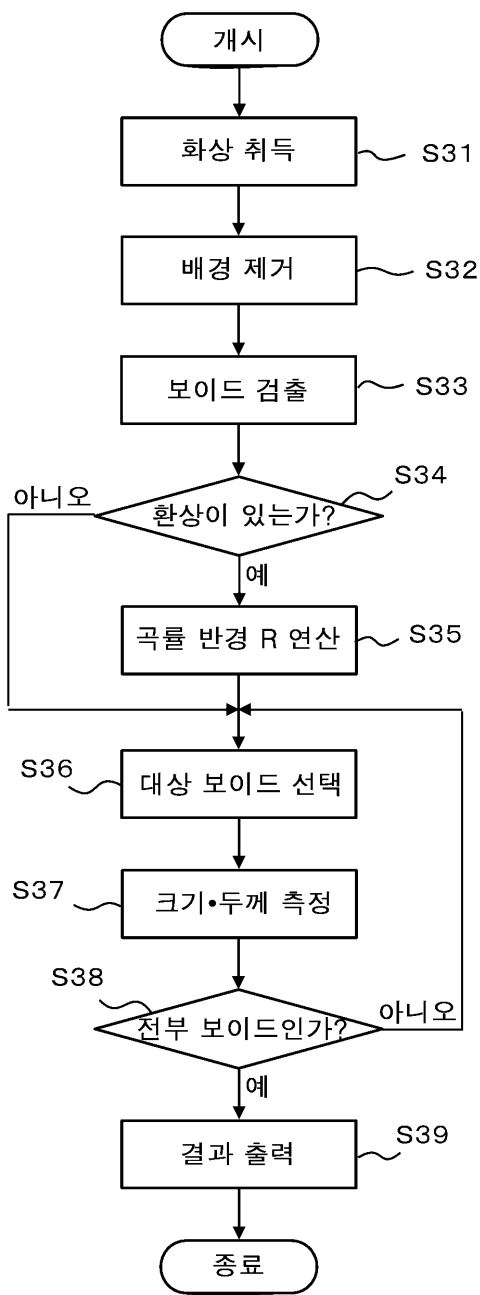 개시
화상 취득
S31
배경 제거
S32
보이드 검출
S33
S34
아니오
환상이 있는가?
예
곡률 반경 R 연산
S35
S36
대상 보이드 선택
S37
크기•두께 측정
S38
전부 보이드인가?
아니오
예
결과 출력
S39
종료